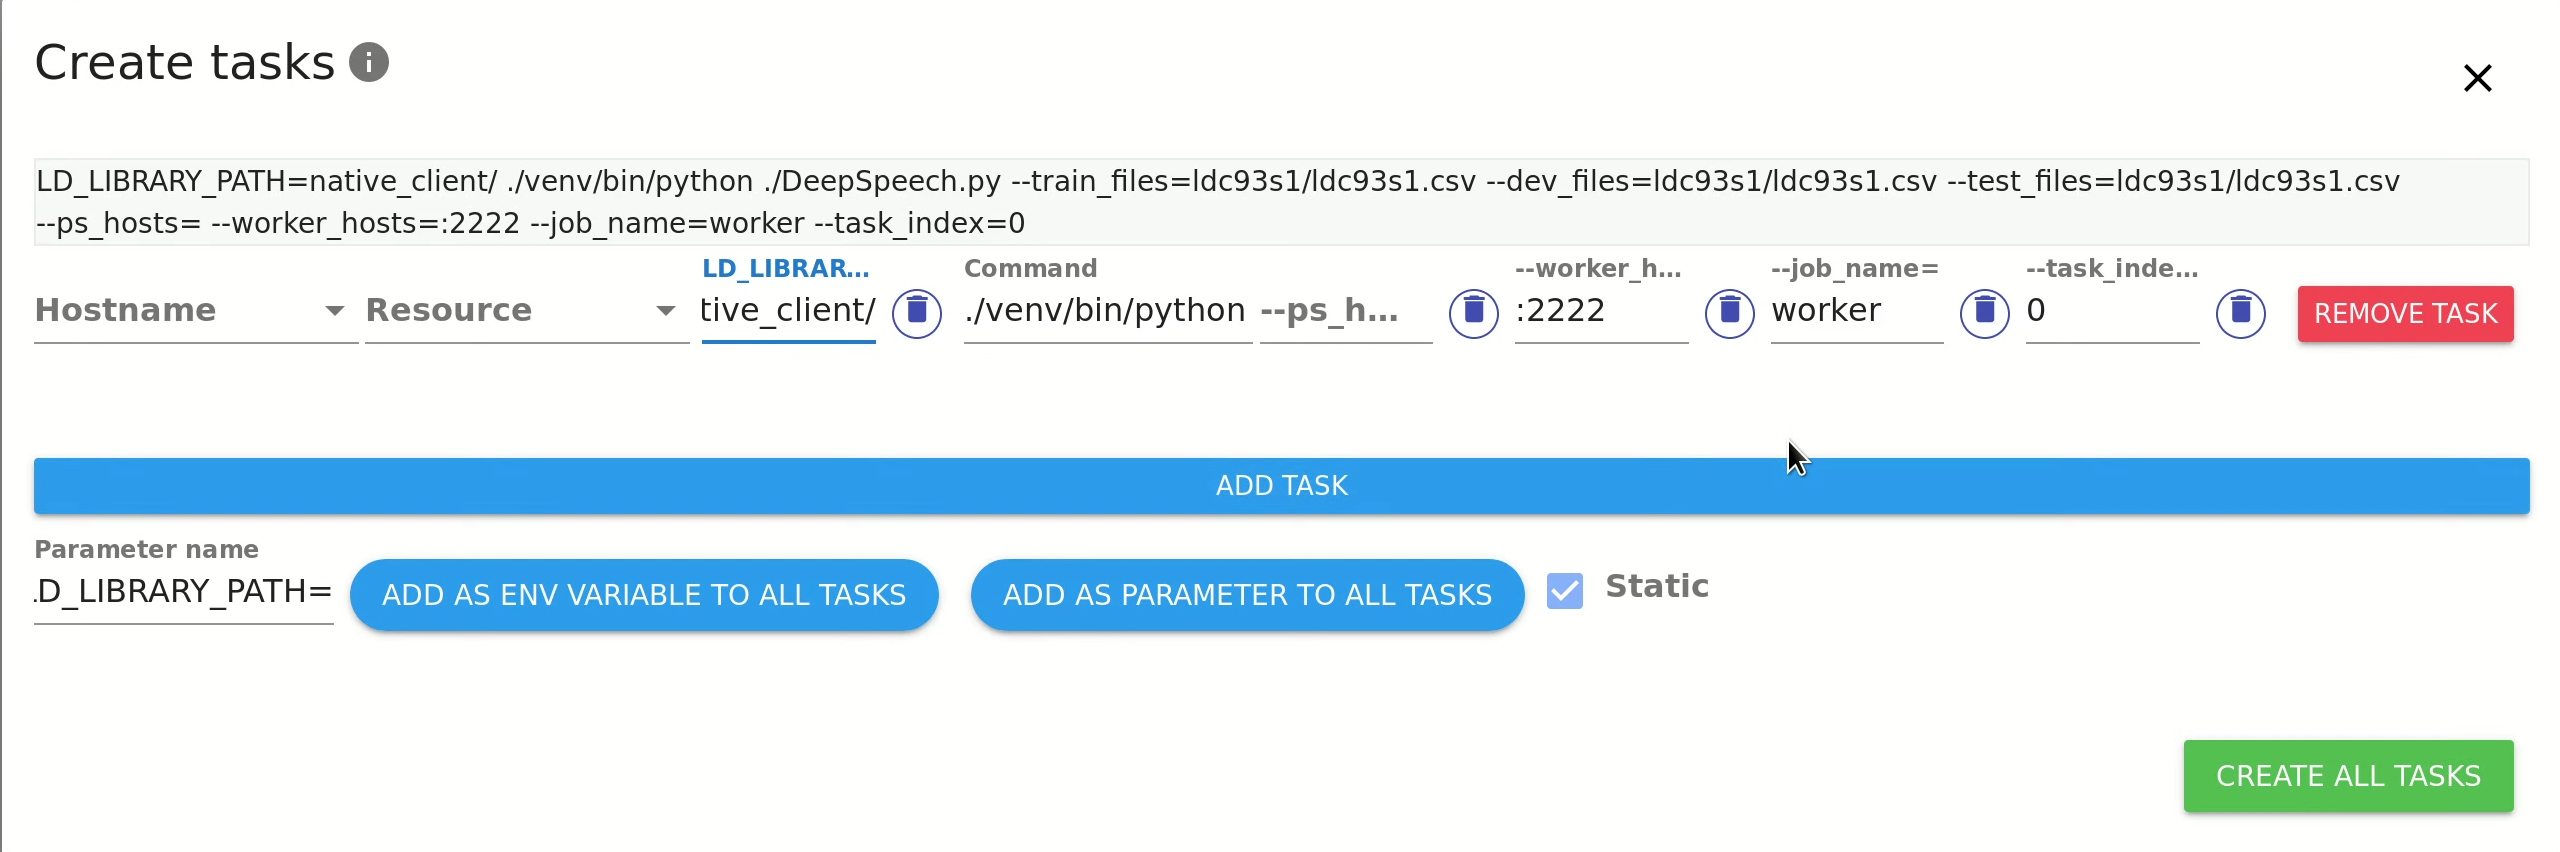 Create tasks
LD_LIBRARY_PATH=native_client/ ./venv/bin/python ./DeepSpeech.py --train_files=ldc93s1/ldc93s1.csv --dev_files=ldc93s1/ldc93s1.csv --test_files=ldc93s1/ldc93s1.csv
--ps_hosts= --worker_hosts=:2222 --job_name=worker --task_index=0
LD_LIBRAR... Command --worker_h... --job_name= --task_inde...
Hostname Resource tive_client/ ./venv/bin/python --ps_h... :2222 worker 0 REMOVE TASK
ADD TASK
Parameter name
LD_LIBRARY_PATH= ADD AS ENV VARIABLE TO ALL TASKS ADD AS PARAMETER TO ALL TASKS Static
CREATE ALL TASKS